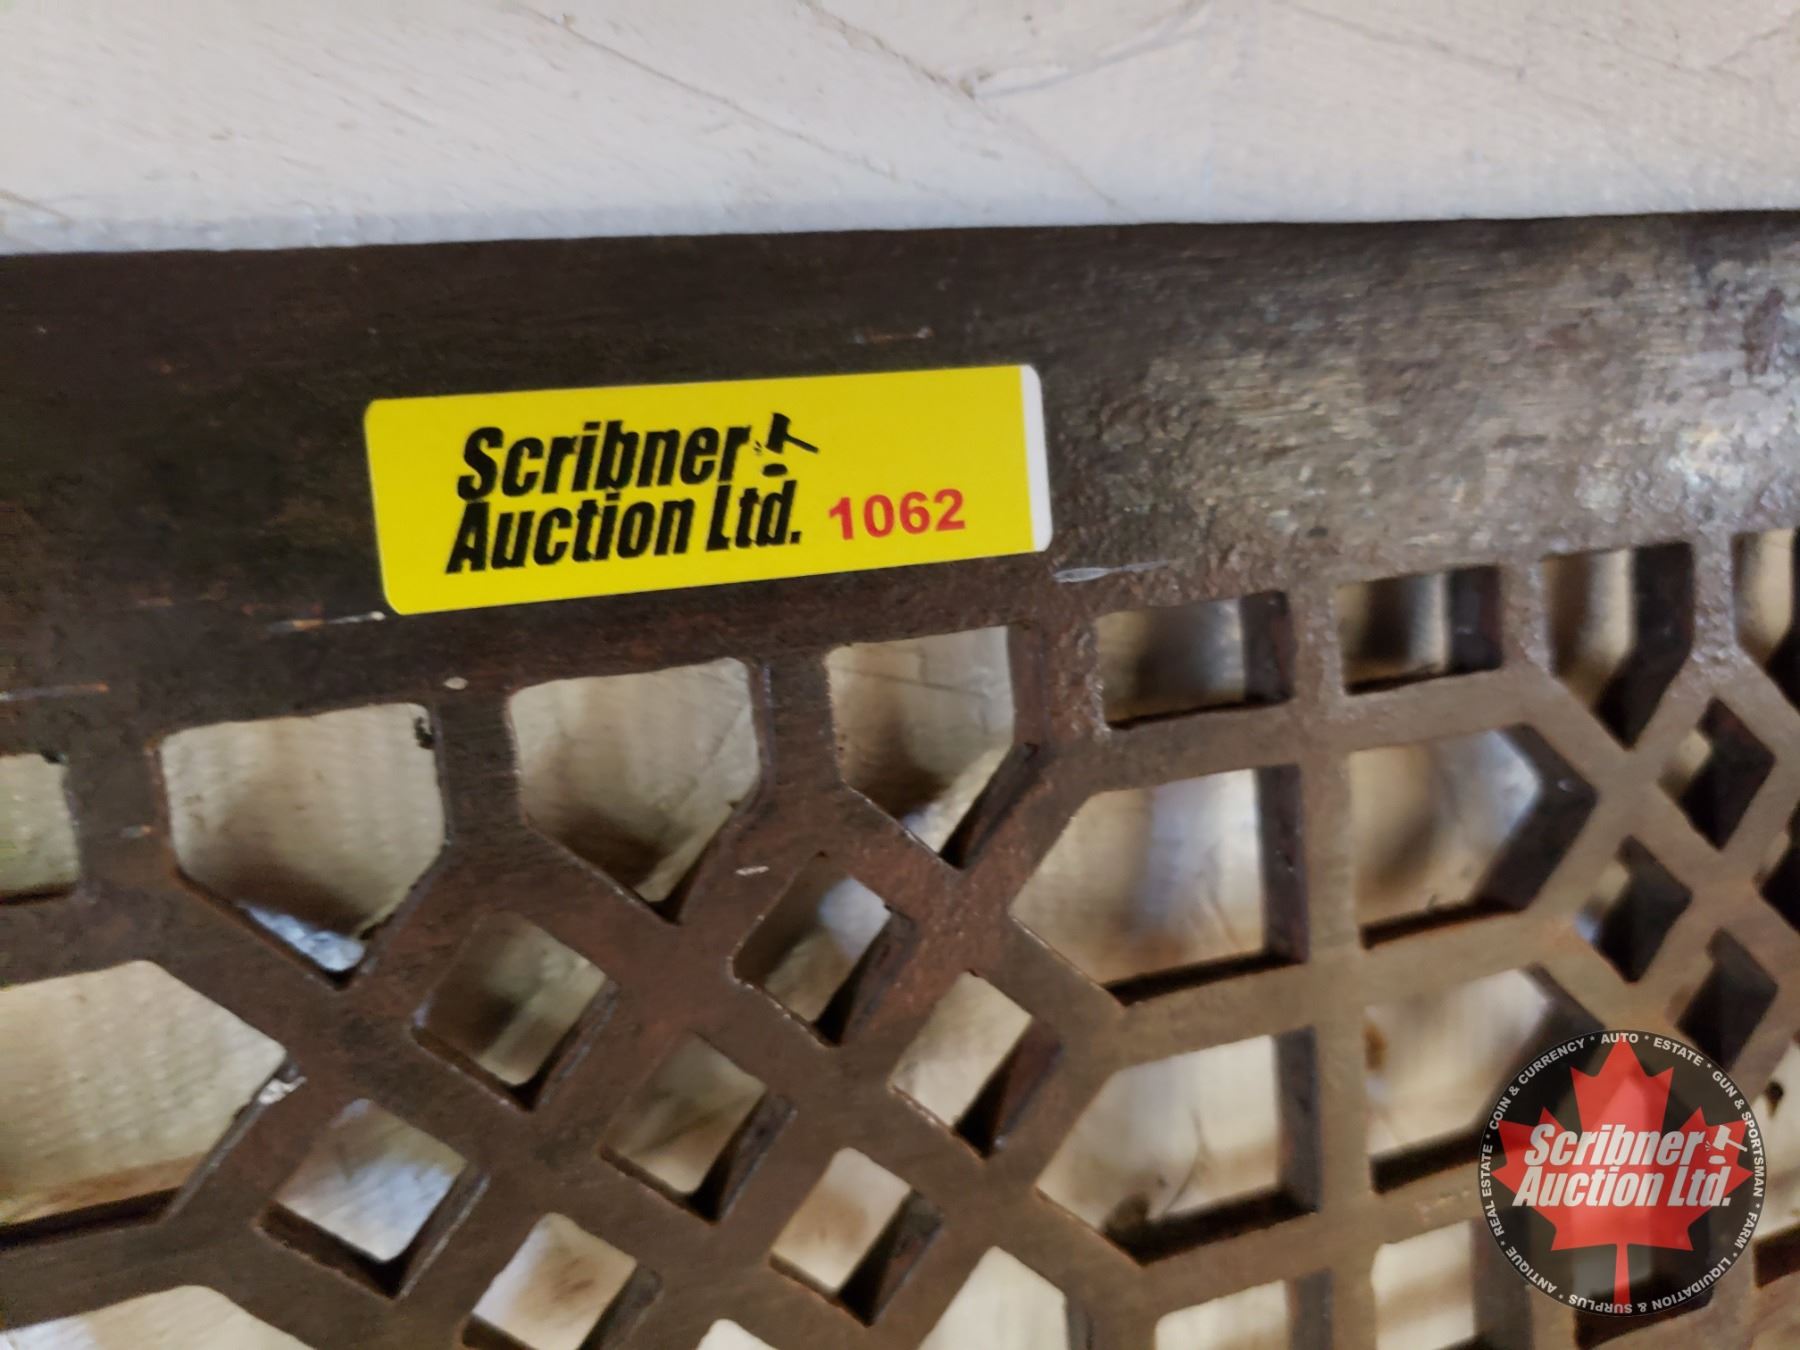 Scribner
Auction Ltd. 1062
COIN & CURRENCY * AUTO * ESTATE * GUN & SPORTSMAN * FARM * LIQUIDATION & SURPLUS * ANTIQUE * REAL ESTATE *
Scribner
Auction Ltd.